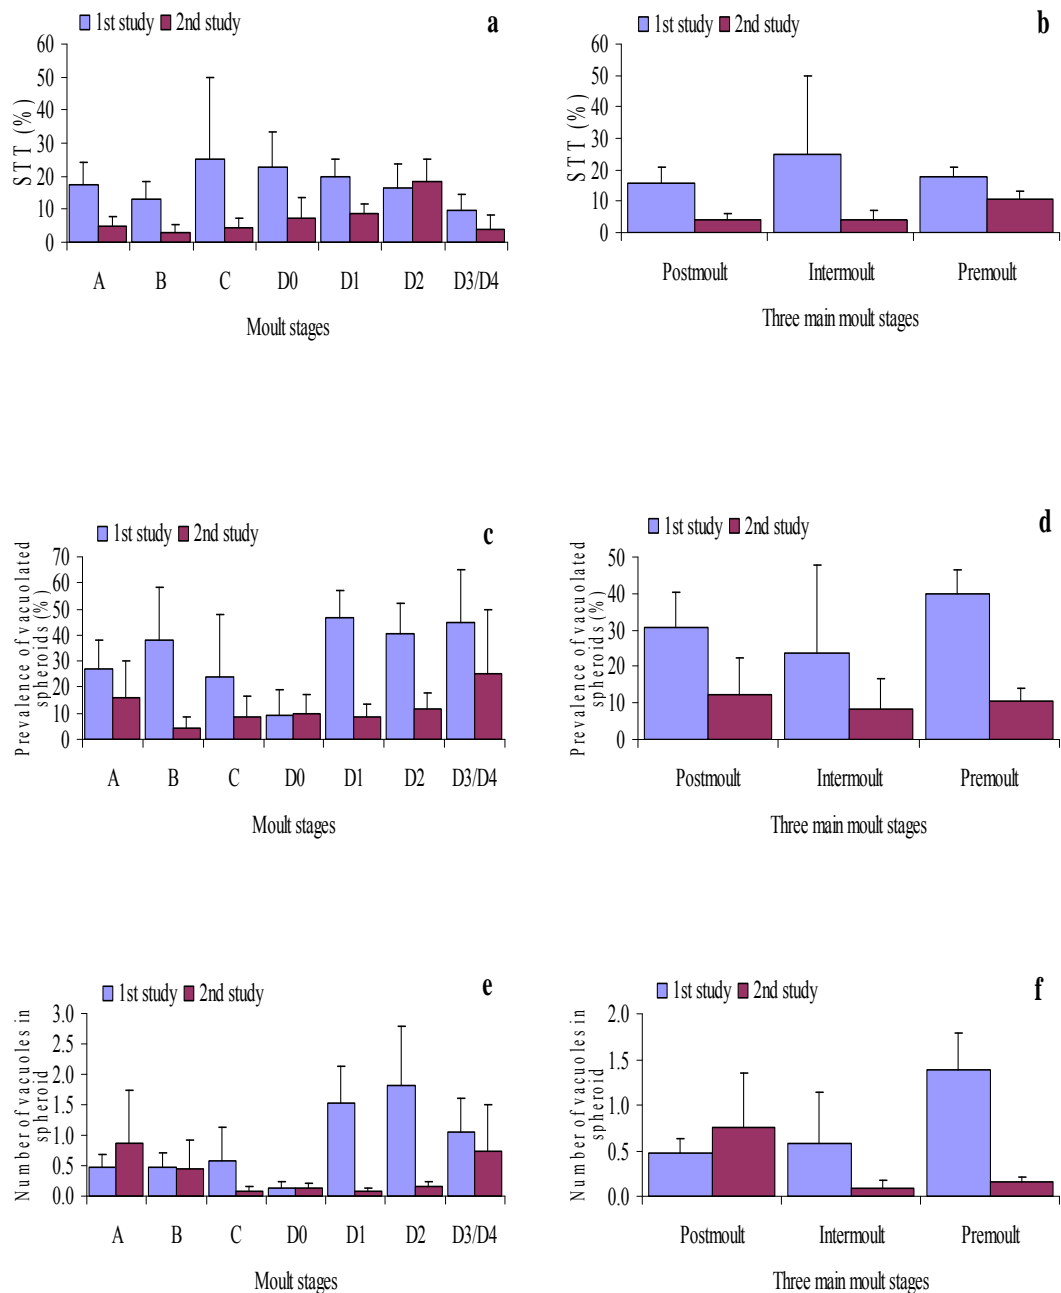 1st study 2nd study
a
60
50
40
30
20
10
0
STT (%)
A B C D0 D1 D2 D3/D4
Moult stages
1st study 2nd study
b
60
50
40
30
20
10
0
STT (%)
Postmoult Intermoult Premoult
Three main moult stages
1st study 2nd study
c
70
60
50
40
30
20
10
0
Prevalence of vacuolated
spheroids (%)
A B C D0 D1 D2 D3/D4
Moult stages
1st study 2nd study
d
50
40
30
20
10
0
Prevalence of vacuolated
spheroids (%)
Postmoult Intermoult Premoult
Three main moult stages
1st study 2nd study
e
3.0
2.5
2.0
1.5
1.0
0.5
0.0
Number of vacuoles in
spheroid
A B C D0 D1 D2 D3/D4
Moult stages
1st study 2nd study
f
2.0
1.5
1.0
0.5
0.0
Number of vacuoles in
spheroid
Postmoult Intermoult Premoult
Three main moult stages